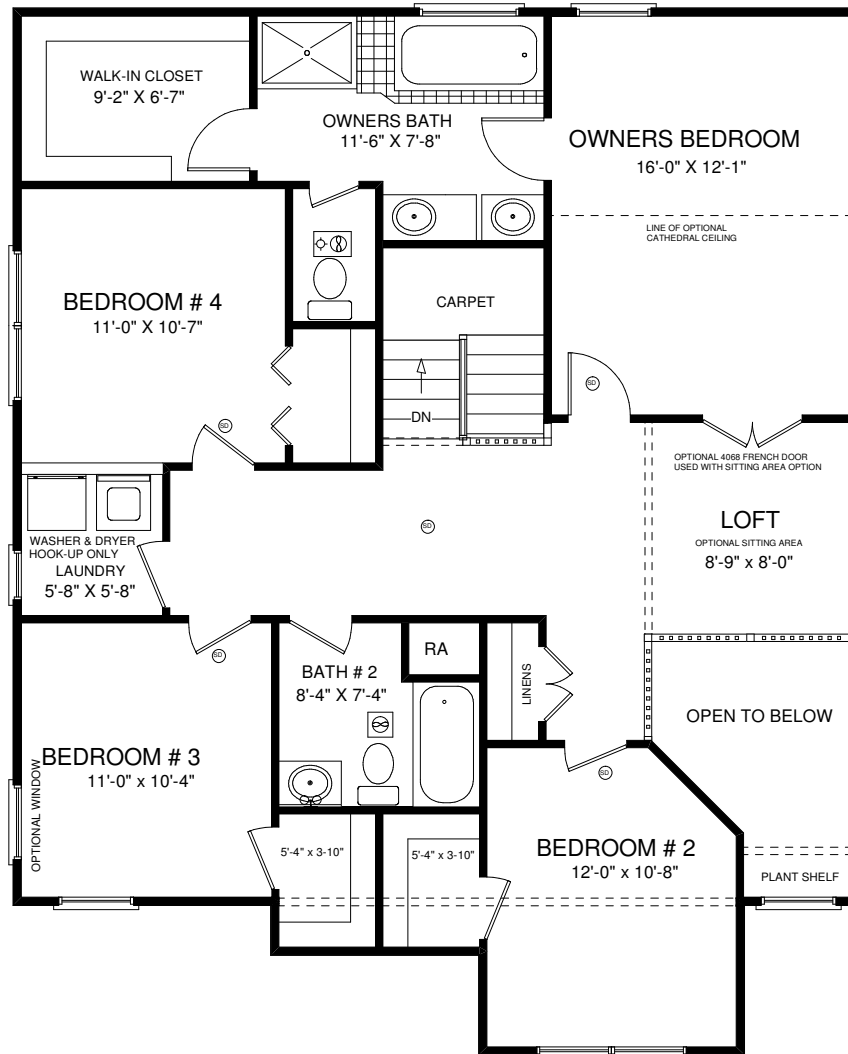 WALK-IN CLOSET
9'-2" X 6'-7"
OWNERS BATH
11'-6" X 7'-8"
OWNERS BEDROOM
16'-0" X 12'-1"
LINE OF OPTIONAL
CATHEDRAL CEILING
BEDROOM # 4
11'-0" X 10'-7"
CARPET
DN
SD
SD
OPTIONAL 4068 FRENCH DOOR
USED WITH SITTING AREA OPTION
SD
LOFT
OPTIONAL SITTING AREA
8'-9" x 8'-0"
WASHER & DRYER
HOOK-UP ONLY
LAUNDRY
5'-8" X 5'-8"
SD
RA
BATH # 2
8'-4" X 7'-4"
LINENS
OPEN TO BELOW
BEDROOM # 3
11'-0" x 10'-4"
OPTIONAL WINDOW
SD
5'-4" x 3-10"
5'-4" x 3-10"
BEDROOM # 2
12'-0" x 10'-8"
PLANT SHELF